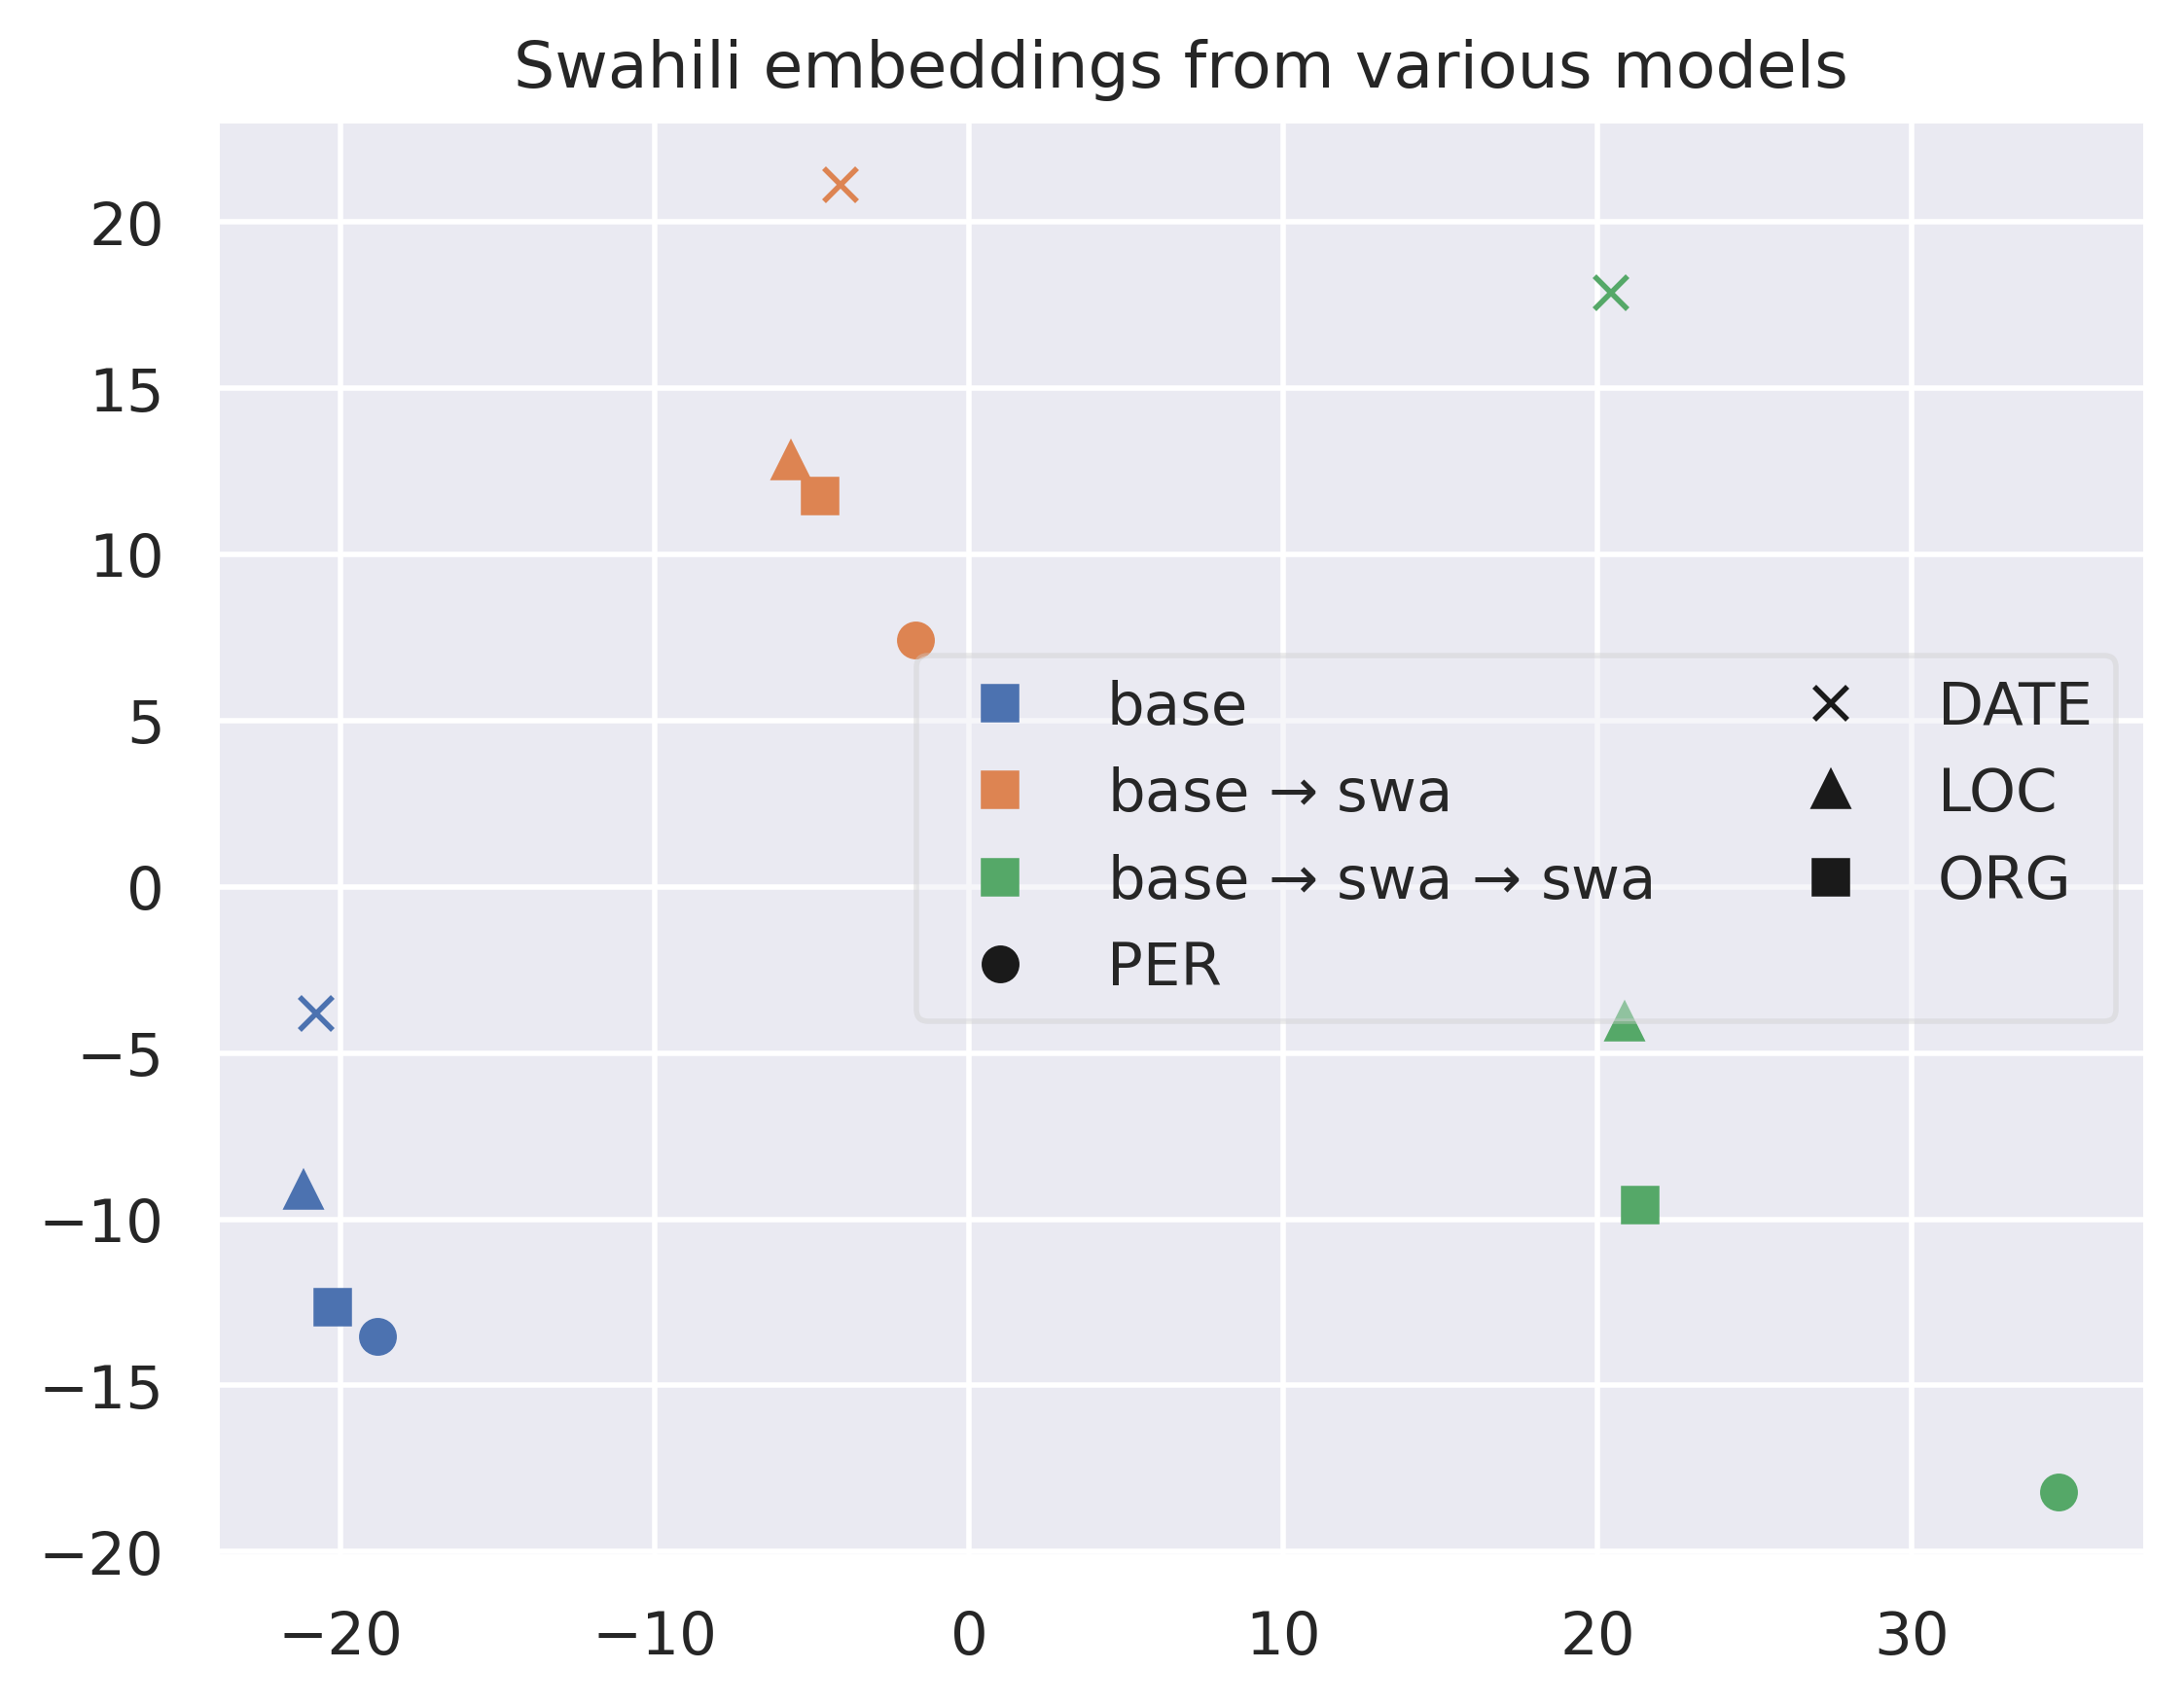 Swahili embeddings from various models
20
15
10
5
0
−5
−10
−15
−20
base
base → swa
base → swa → swa
PER
DATE
LOC
ORG
−20 −10 0 10 20 30